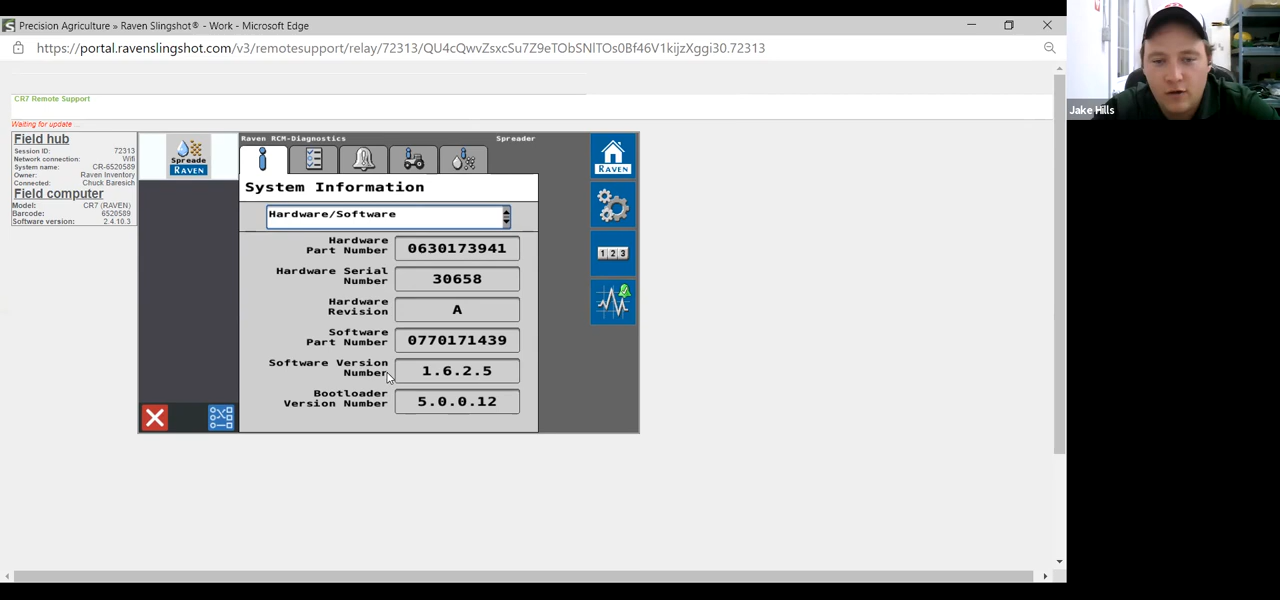 Precision Agriculture » Raven Slingshot® - Work - Microsoft Edge
https://portal.ravenslingshot.com/v3/remotesupport/relay/72313/QU4cQwvZsxcSu7Z9eTObSNlTOs0Bf46V1kijzXggi30.72313
Jake Hills
CR7 Remote Support
Waiting for update ...
Field hub
Session ID: 72313
Network connection: Wifi
System name: CR-6520589
Owner: Raven Inventory
Connected: Chuck Baresich
Field computer
Model: CR7 (RAVEN)
Barcode: 6520589
Software version: 2.4.10.3
Spreade
RAVEN
Raven RCM-Diagnostics Spreader
RAVEN
System Information
Hardware/Software
Hardware
Part Number 0630173941
Hardware Serial
Number 30658
Hardware
Revision A
Software
Part Number 0770171439
Software Version
Number 1.6.2.5
Bootloader
Version Number 5.0.0.12
1 2 3